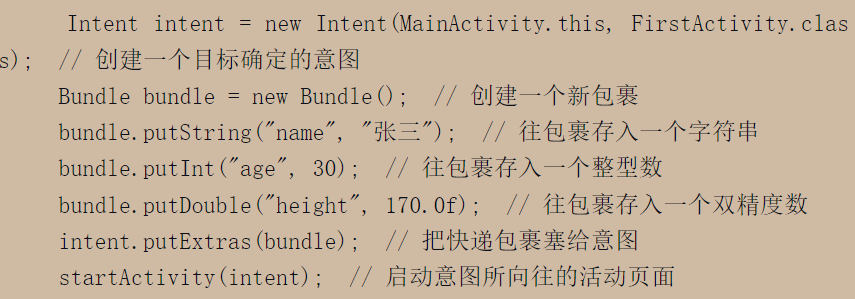 Intent intent = new Intent(MainActivity.this, FirstActivity.clas
s);  // 创建一个目标确定的意图
Bundle bundle = new Bundle();  // 创建一个新包裹
bundle.putString("name", "张三");  // 往包裹存入一个字符串
bundle.putInt("age", 30);  // 往包裹存入一个整型数
bundle.putDouble("height", 170.0f);  // 往包裹存入一个双精度数
intent.putExtras(bundle);  // 把快递包裹塞给意图
startActivity(intent);  // 启动意图所向往的活动页面